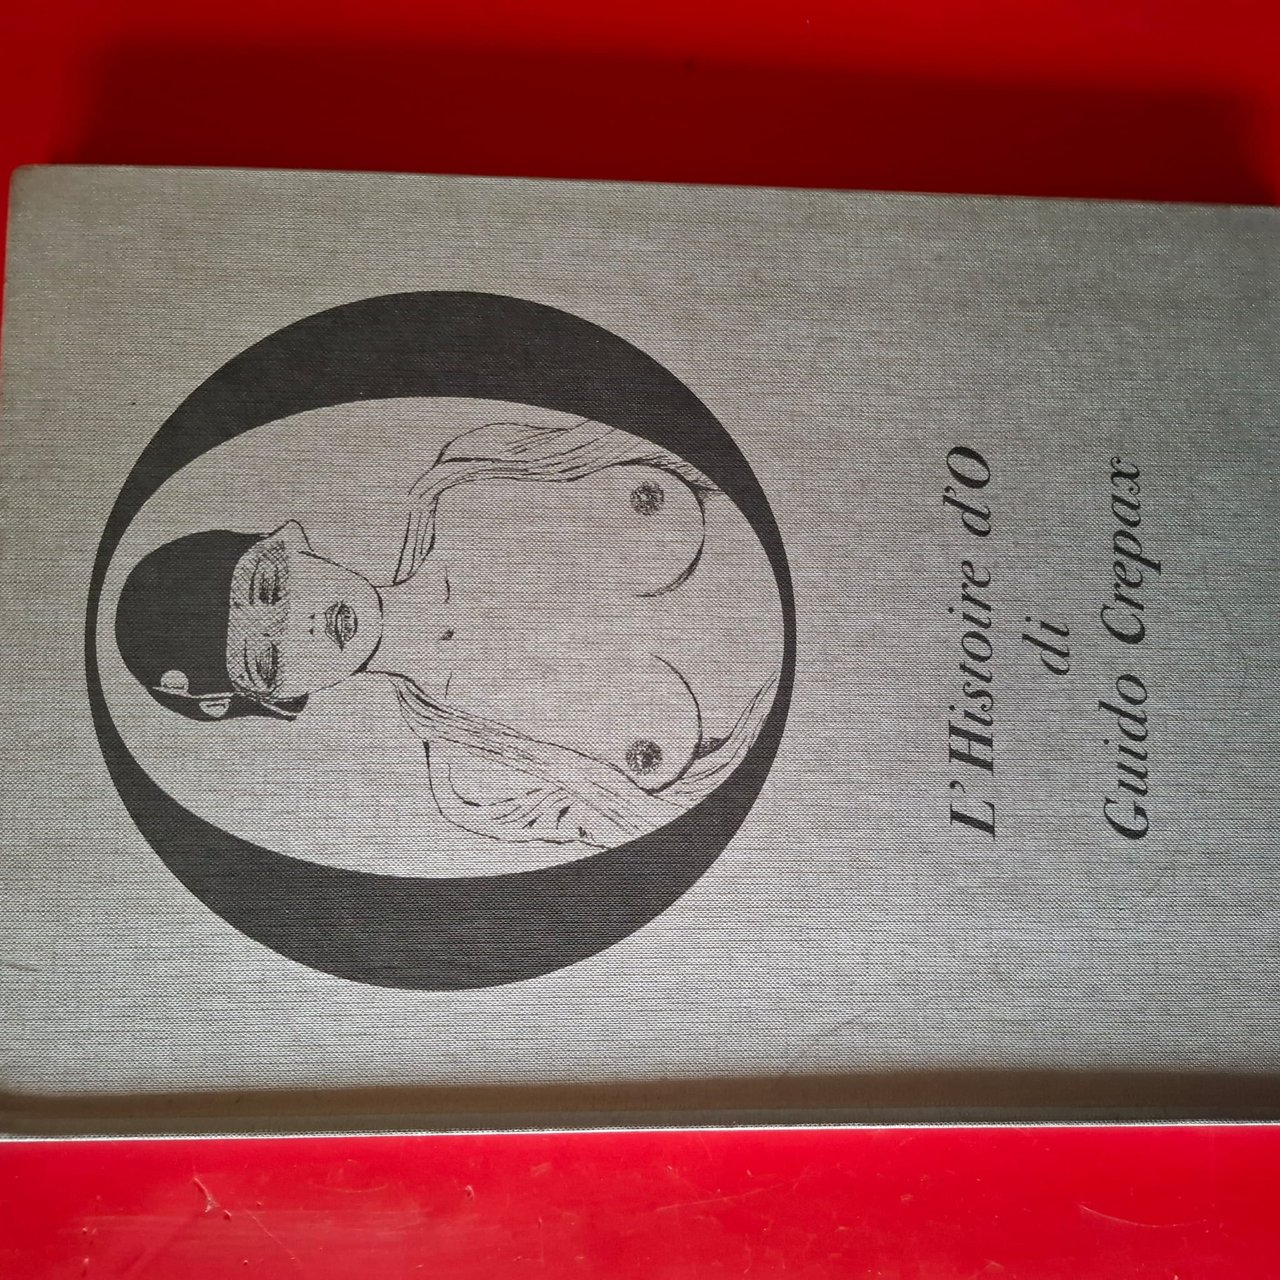 L'Histoire d'O
di
Guido Crepax